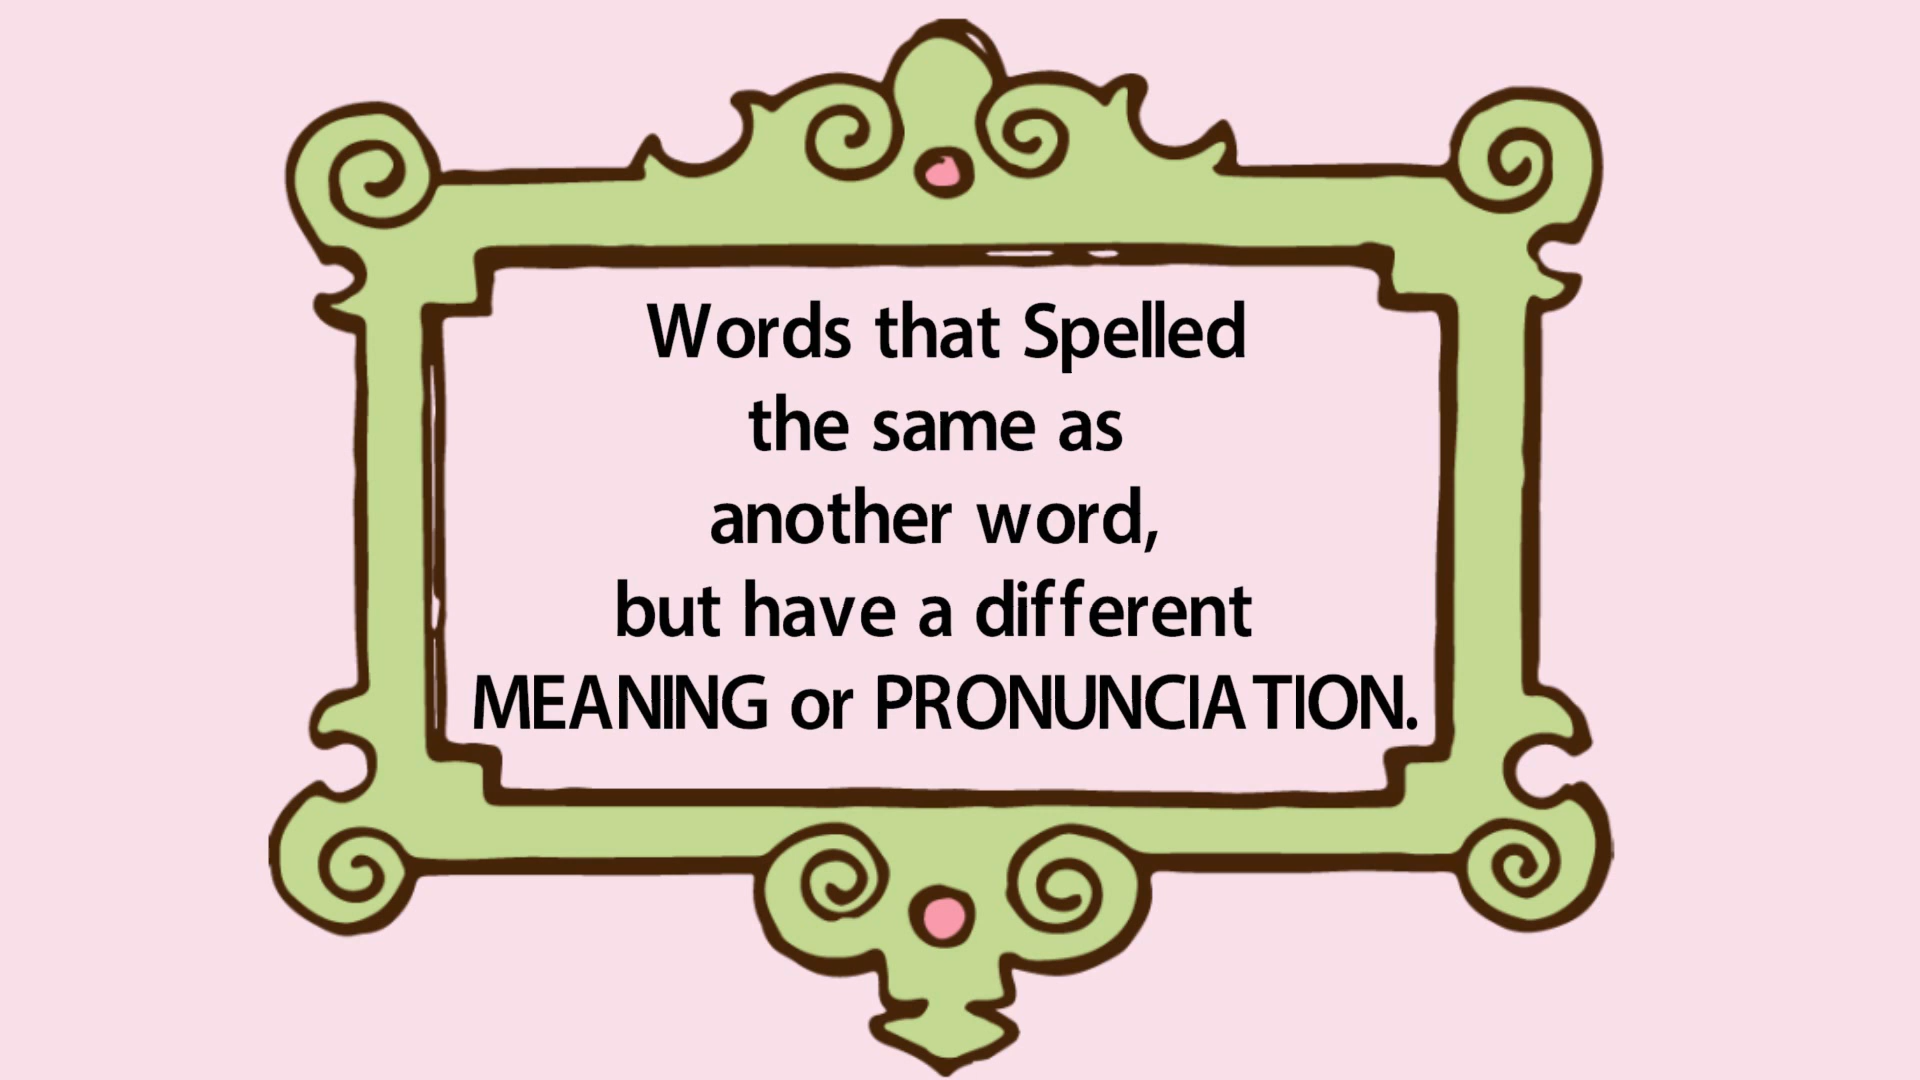 Words that Spelled
the same as
another word,
but have a different
MEANING or PRONUNCIATION.